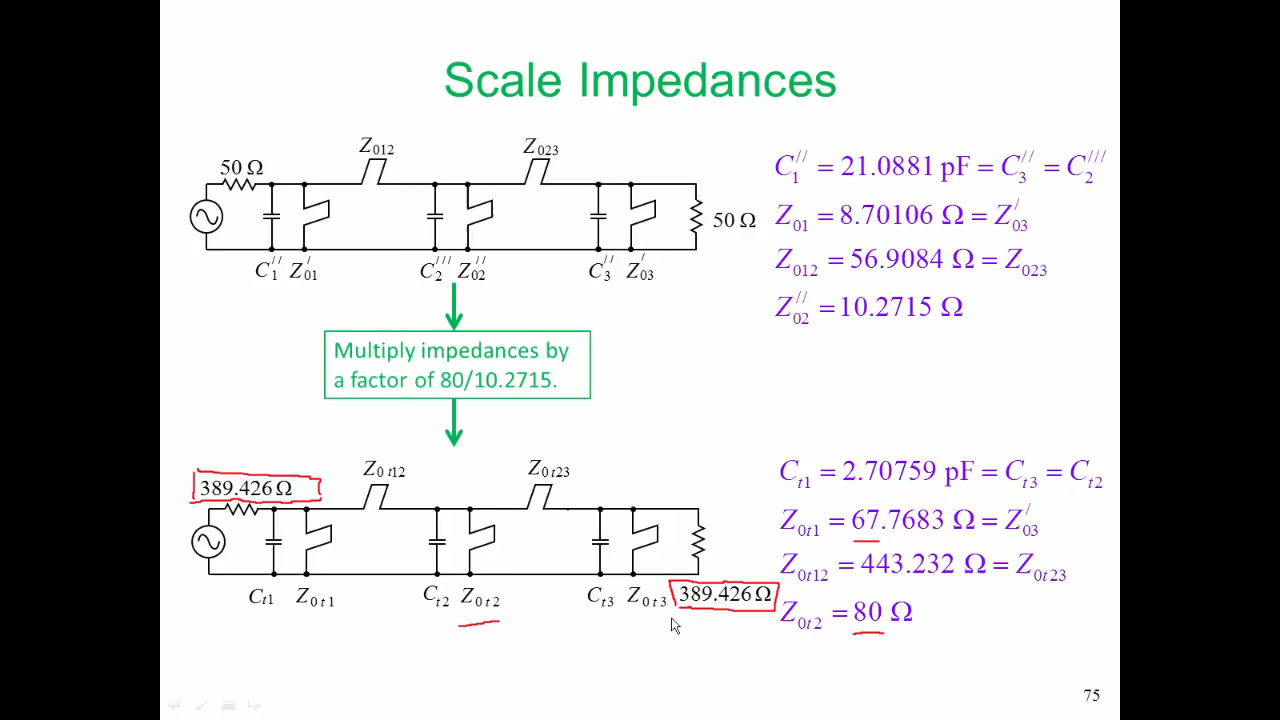 Scale Impedances
Z012
Z023
50 Ω
50 Ω
C1// Z01/
C2/// Z02//
C3// Z03/
C1// = 21.0881 pF = C3// = C2///
Z01 = 8.70106 Ω = Z03/
Z012 = 56.9084 Ω = Z023
Z02// = 10.2715 Ω
Multiply impedances by
a factor of 80/10.2715.
Z0t12
Z0t23
389.426 Ω
Ct1 Z0t1
Ct2 Z0t2
Ct3 Z0t3
389.426 Ω
Ct1 = 2.70759 pF = Ct3 = Ct2
Z0t1 = 67.7683 Ω = Z03/
Z0t12 = 443.232 Ω = Z0t23
Z0t2 = 80 Ω
75